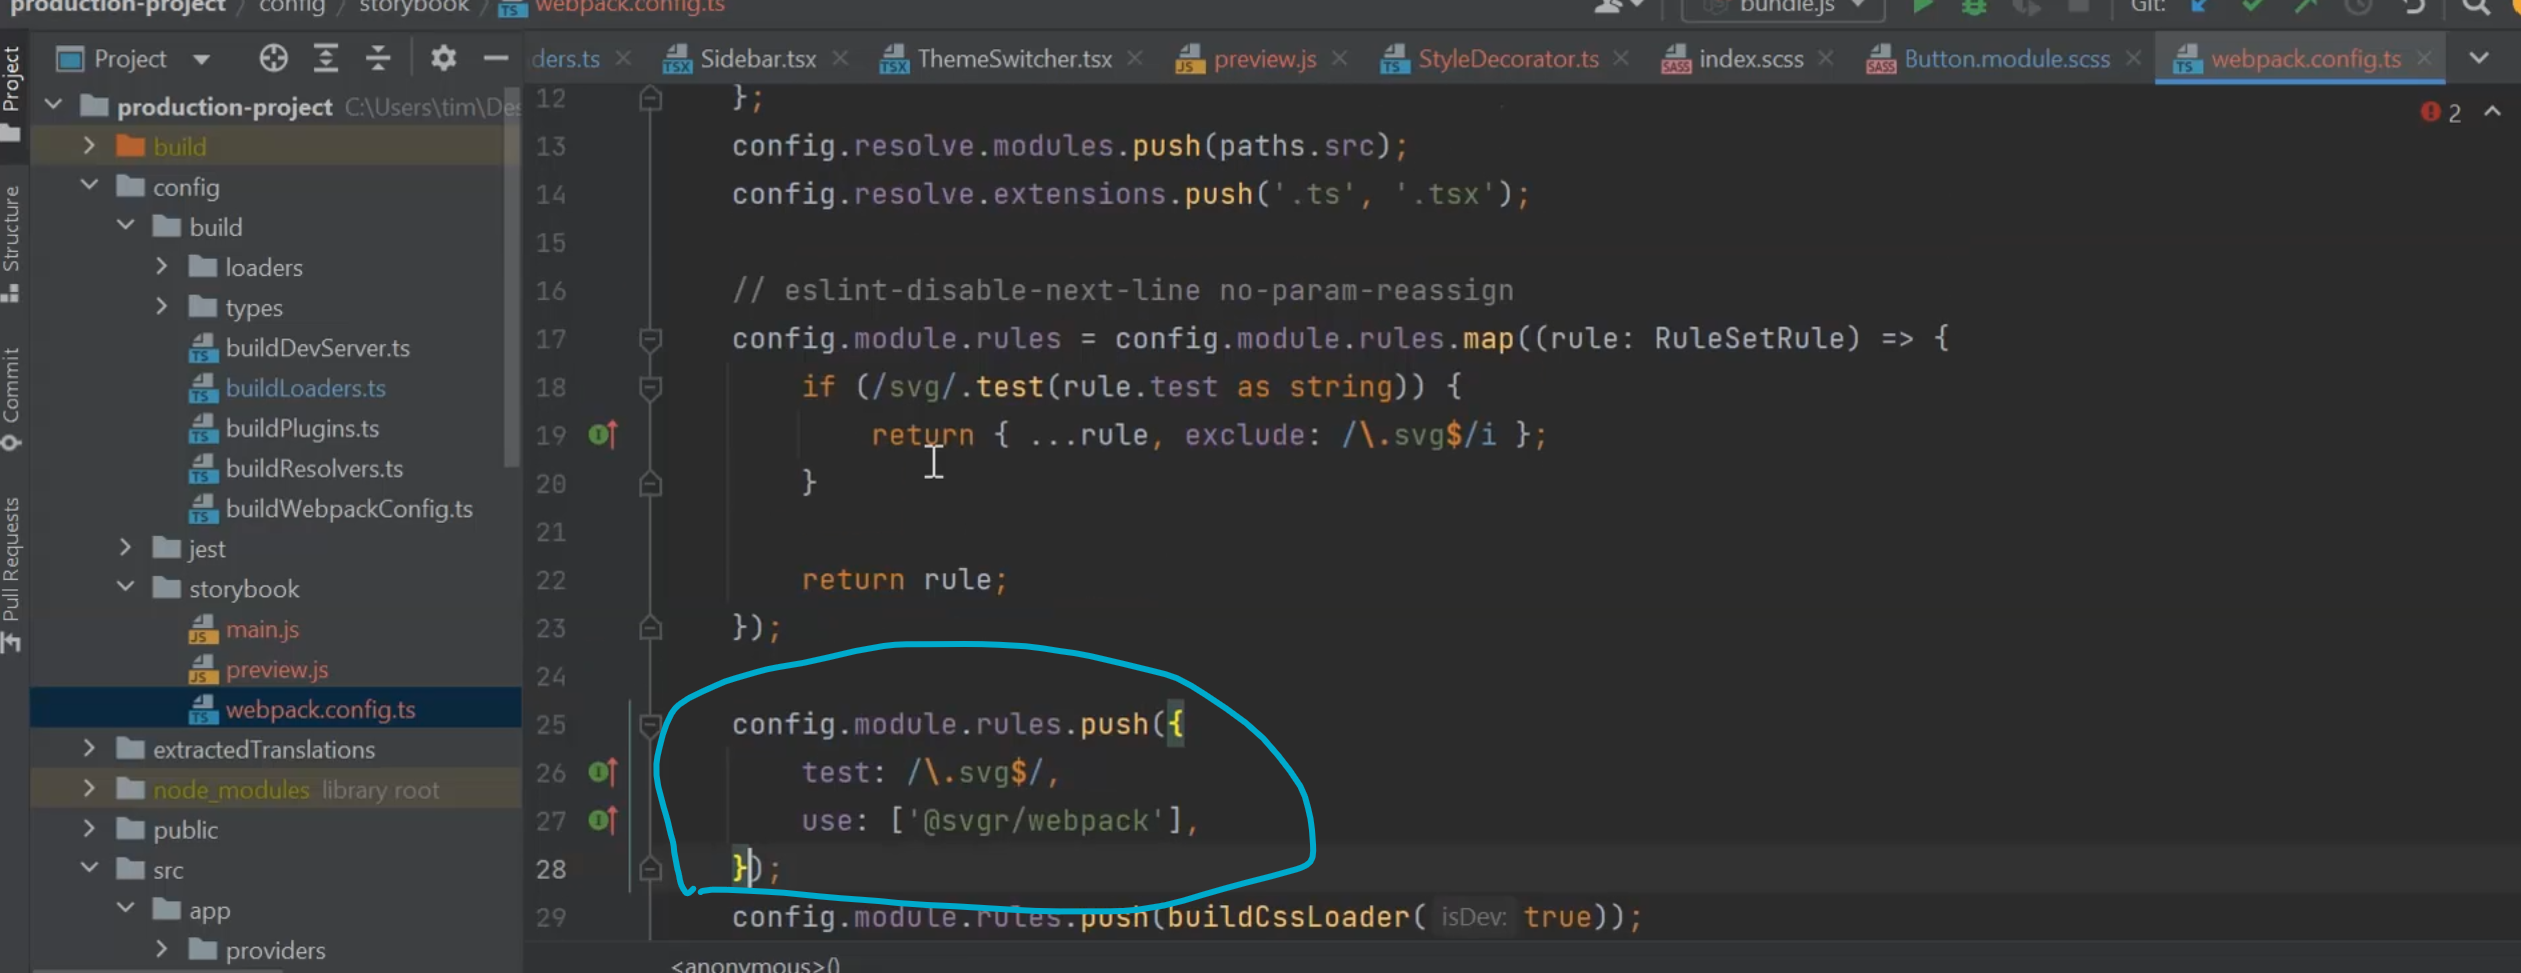 production-project / config / storybook / webpack.config.ts
bundle.js
Git:
Project
ders.ts
Sidebar.tsx
ThemeSwitcher.tsx
preview.js
StyleDecorator.ts
index.scss
Button.module.scss
webpack.config.ts
Project
Structure
Commit
Pull Requests
production-project C:\Users\tim\Des
build
config
build
loaders
types
buildDevServer.ts
buildLoaders.ts
buildPlugins.ts
buildResolvers.ts
buildWebpackConfig.ts
jest
storybook
main.js
preview.js
webpack.config.ts
extractedTranslations
node_modules library root
public
src
app
providers
2
12 };
13 config.resolve.modules.push(paths.src);
14 config.resolve.extensions.push('.ts', '.tsx');
15
16 // eslint-disable-next-line no-param-reassign
17 config.module.rules = config.module.rules.map((rule: RuleSetRule) => {
18 if (/svg/.test(rule.test as string)) {
19 return { ...rule, exclude: /\.svg$/i };
20 }
21
22 return rule;
23 });
24
25 config.module.rules.push({
26 test: /\.svg$/,
27 use: ['@svgr/webpack'],
28 });
29 config.module.rules.push(buildCssLoader( isDev: true));
<anonymous>()